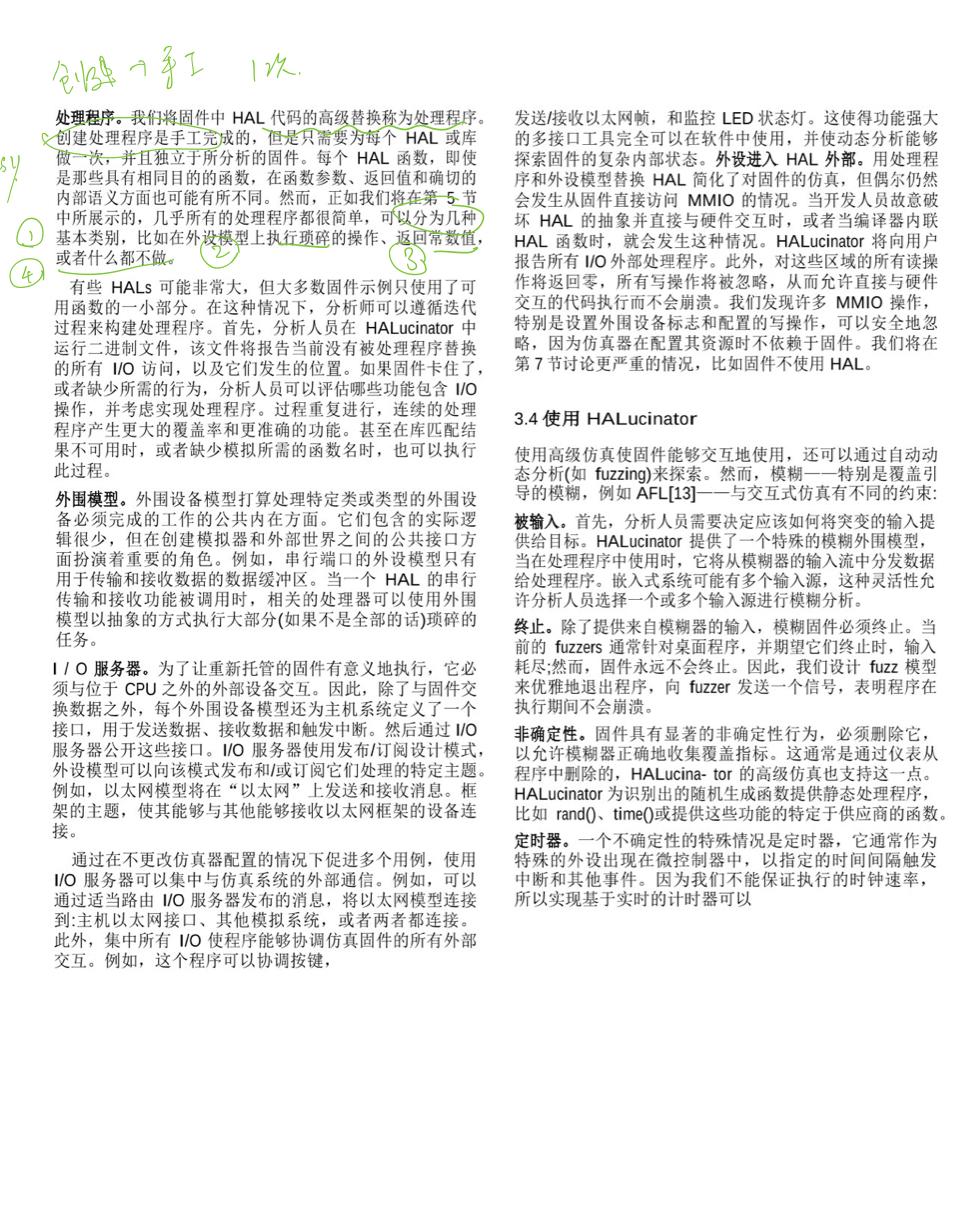 创建→手工 1次.
处理程序。我们将固件中 HAL 代码的高级替换称为处理程序。
创建处理程序是手工完成的，但是只需要为每个 HAL 或库
做一次，并且独立于所分析的固件。每个 HAL 函数，即使
是那些具有相同目的的函数，在函数参数、返回值和确切的
内部语义方面也可能有所不同。然而，正如我们将在第 5 节
中所展示的，几乎所有的处理程序都很简单，可以分为几种
①
基本类别，比如在外设模型上执行琐碎的操作、返回常数值，
② ③
或者什么都不做。
④
有些 HALs 可能非常大，但大多数固件示例只使用了可
用函数的一小部分。在这种情况下，分析师可以遵循迭代
过程来构建处理程序。首先，分析人员在 HALucinator 中
运行二进制文件，该文件将报告当前没有被处理程序替换
的所有 I/O 访问，以及它们发生的位置。如果固件卡住了，
或者缺少所需的行为，分析人员可以评估哪些功能包含 I/O
操作，并考虑实现处理程序。过程重复进行，连续的处理
程序产生更大的覆盖率和更准确的功能。甚至在库匹配结
果不可用时，或者缺少模拟所需的函数名时，也可以执行
此过程。
外围模型。外围设备模型打算处理特定类或类型的外围设
备必须完成的工作的公共内在方面。它们包含的实际逻
辑很少，但在创建模拟器和外部世界之间的公共接口方
面扮演着重要的角色。例如，串行端口的外设模型只有
用于传输和接收数据的数据缓冲区。当一个 HAL 的串行
传输和接收功能被调用时，相关的处理器可以使用外围
模型以抽象的方式执行大部分(如果不是全部的话)琐碎的
任务。
I / O 服务器。为了让重新托管的固件有意义地执行，它必
须与位于 CPU 之外的外部设备交互。因此，除了与固件交
换数据之外，每个外围设备模型还为主机系统定义了一个
接口，用于发送数据、接收数据和触发中断。然后通过 I/O
服务器公开这些接口。I/O 服务器使用发布/订阅设计模式，
外设模型可以向该模式发布和/或订阅它们处理的特定主题。
例如，以太网模型将在“以太网”上发送和接收消息。框
架的主题，使其能够与其他能够接收以太网框架的设备连
接。
通过在不更改仿真器配置的情况下促进多个用例，使用
I/O 服务器可以集中与仿真系统的外部通信。例如，可以
通过适当路由 I/O 服务器发布的消息，将以太网模型连接
到:主机以太网接口、其他模拟系统，或者两者都连接。
此外，集中所有 I/O 使程序能够协调仿真固件的所有外部
交互。例如，这个程序可以协调按键，
发送/接收以太网帧，和监控 LED 状态灯。这使得功能强大
的多接口工具完全可以在软件中使用，并使动态分析能够
探索固件的复杂内部状态。外设进入 HAL 外部。用处理程
序和外设模型替换 HAL 简化了对固件的仿真，但偶尔仍然
会发生从固件直接访问 MMIO 的情况。当开发人员故意破
坏 HAL 的抽象并直接与硬件交互时，或者当编译器内联
HAL 函数时，就会发生这种情况。HALucinator 将向用户
报告所有 I/O 外部处理程序。此外，对这些区域的所有读操
作将返回零，所有写操作将被忽略，从而允许直接与硬件
交互的代码执行而不会崩溃。我们发现许多 MMIO 操作，
特别是设置外围设备标志和配置的写操作，可以安全地忽
略，因为仿真器在配置其资源时不依赖于固件。我们将在
第 7 节讨论更严重的情况，比如固件不使用 HAL。
3.4 使用 HALucinator
使用高级仿真使固件能够交互地使用，还可以通过自动动
态分析(如 fuzzing)来探索。然而，模糊——特别是覆盖引
导的模糊，例如 AFL[13]——与交互式仿真有不同的约束:
被输入。首先，分析人员需要决定应该如何将突变的输入提
供给目标。HALucinator 提供了一个特殊的模糊外围模型，
当在处理程序中使用时，它将从模糊器的输入流中分发数据
给处理程序。嵌入式系统可能有多个输入源，这种灵活性允
许分析人员选择一个或多个输入源进行模糊分析。
终止。除了提供来自模糊器的输入，模糊固件必须终止。当
前的 fuzzers 通常针对桌面程序，并期望它们终止时，输入
耗尽;然而，固件永远不会终止。因此，我们设计 fuzz 模型
来优雅地退出程序，向 fuzzer 发送一个信号，表明程序在
执行期间不会崩溃。
非确定性。固件具有显著的非确定性行为，必须删除它，
以允许模糊器正确地收集覆盖指标。这通常是通过仪表从
程序中删除的，HALucina- tor 的高级仿真也支持这一点。
HALucinator 为识别出的随机生成函数提供静态处理程序，
比如 rand()、time()或提供这些功能的特定于供应商的函数。
定时器。一个不确定性的特殊情况是定时器，它通常作为
特殊的外设出现在微控制器中，以指定的时间间隔触发
中断和其他事件。因为我们不能保证执行的时钟速率，
所以实现基于实时的计时器可以